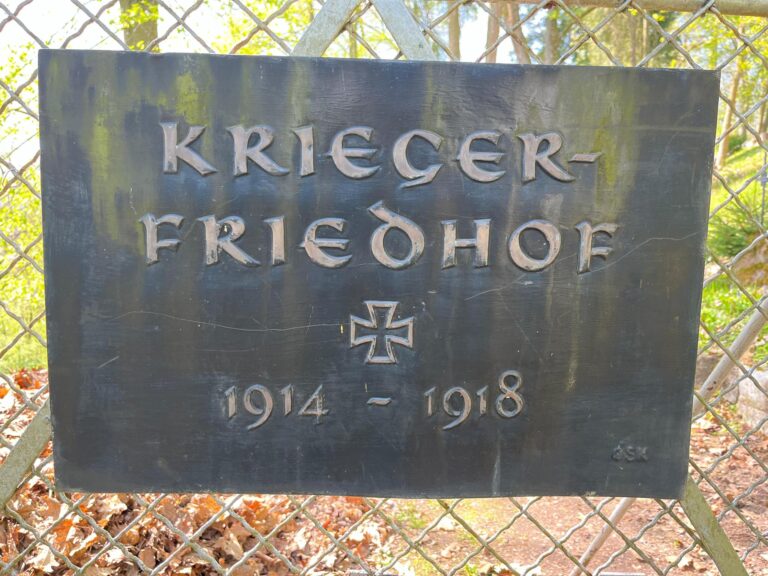 KRIEGER-
FRIEDHOF
1914 ~ 1918